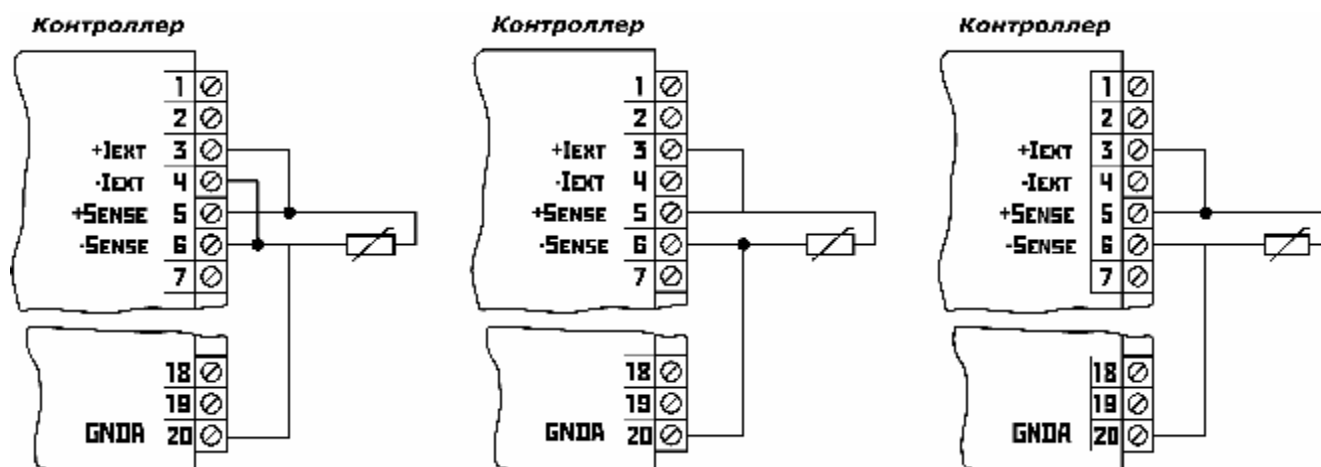 Контроллер
1
2
+IEXT 3
-IEXT 4
+SENSE 5
-SENSE 6
7
18
19
GNDA 20
Контроллер
1
2
+IEXT 3
-IEXT 4
+SENSE 5
-SENSE 6
7
18
19
GNDA 20
Контроллер
1
2
+IEXT 3
-IEXT 4
+SENSE 5
-SENSE 6
7
18
19
GNDA 20